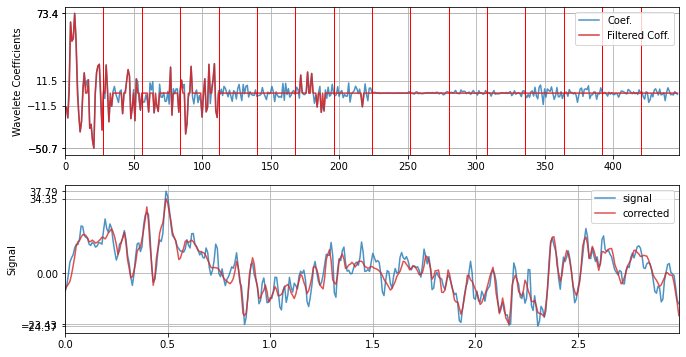 73.4
11.5
−11.5
−50.7
Wavelete Coefficients
Coef.
Filtered Coff.
0 50 100 150 200 250 300 350 400
37.79
34.35
0.00
−23.43
Signal
signal
corrected
0.0 0.5 1.0 1.5 2.0 2.5